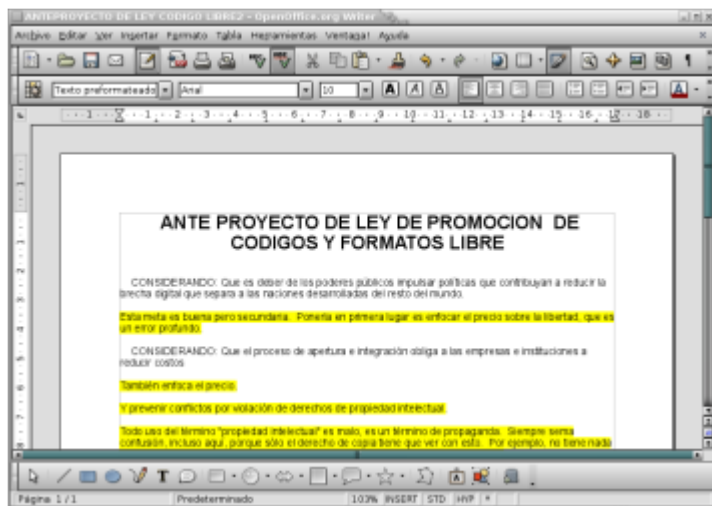 ANTEPROYECTO DE LEY CODIGO LIBRE2 - OpenOffice.org Writer
Archivo Editar Ver Insertar Formato Tabla Herramientas Ventana Ayuda
Texto preformateado Arial 10
ANTE PROYECTO DE LEY DE PROMOCION DE
CODIGOS Y FORMATOS LIBRE
CONSIDERANDO: Que es deber de los poderes públicos impulsar políticas que contribuyan a reducir la
brecha digital que separa a las naciones desarrolladas del resto del mundo.
Esta meta es buena pero secundaria. Ponerla en primera lugar es enfocar el precio sobre la libertad, que es
un error profundo.
CONSIDERANDO: Que el proceso de apertura e integración obliga a las empresas e instituciones a
reducir costos
También enfoca el precio.
Y prevenir conflictos por violación de derechos de propiedad intelectual.
Todo uso del término "propiedad intelectual" es malo, es un término de propaganda. Siempre
confusión, incluso aquí, porque sólo el derecho de copia tiene que ver con esto. Por ejemplo, no tiene nada
Página 1 / 1 Predeterminado 103% INSERT STD HYP *